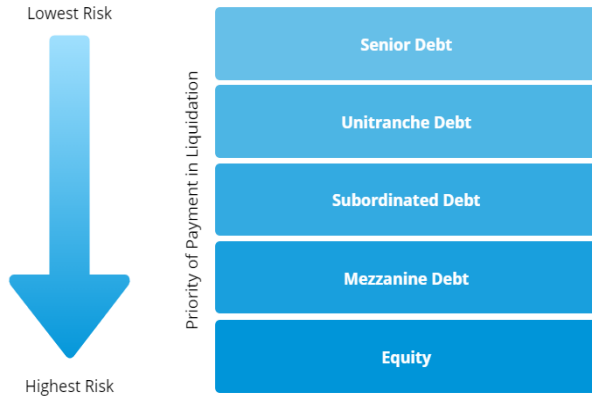 Lowest Risk
Priority of Payment in Liquidation
Senior Debt
Unitranche Debt
Subordinated Debt
Mezzanine Debt
Equity
Highest Risk